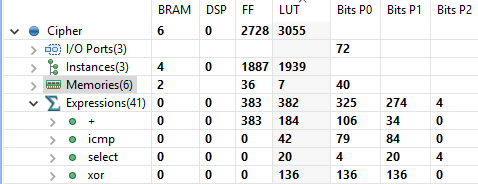 BRAM DSP FF LUT Bits P0 Bits P1 Bits P2
Cipher 6 0 2728 3055
I/O Ports(3) 72
Instances(3) 4 0 1887 1939
Memories(6) 2 36 7 40
Expressions(41) 0 0 383 382 325 274 4
+ 0 0 383 184 106 34 0
icmp 0 0 0 42 79 84 0
select 0 0 0 20 4 20 4
xor 0 0 0 136 136 136 0